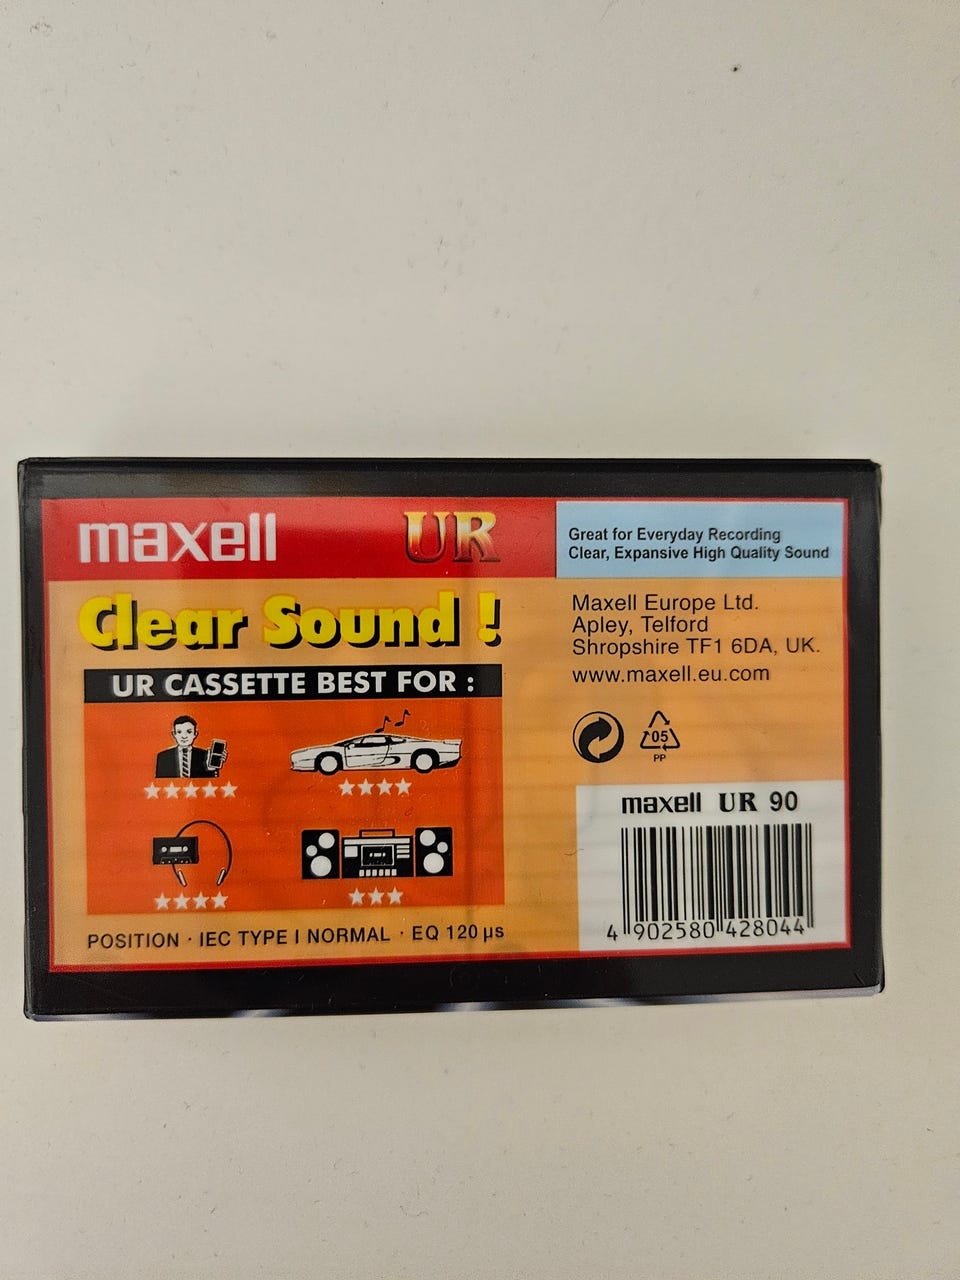 maxell UR
Great for Everyday Recording
Clear, Expansive High Quality Sound
Clear Sound !
UR CASSETTE BEST FOR :
POSITION · IEC TYPE I NORMAL · EQ 120 µs
Maxell Europe Ltd.
Apley, Telford
Shropshire TF1 6DA, UK.
www.maxell.eu.com
05
PP
maxell UR 90
4 902580 428044